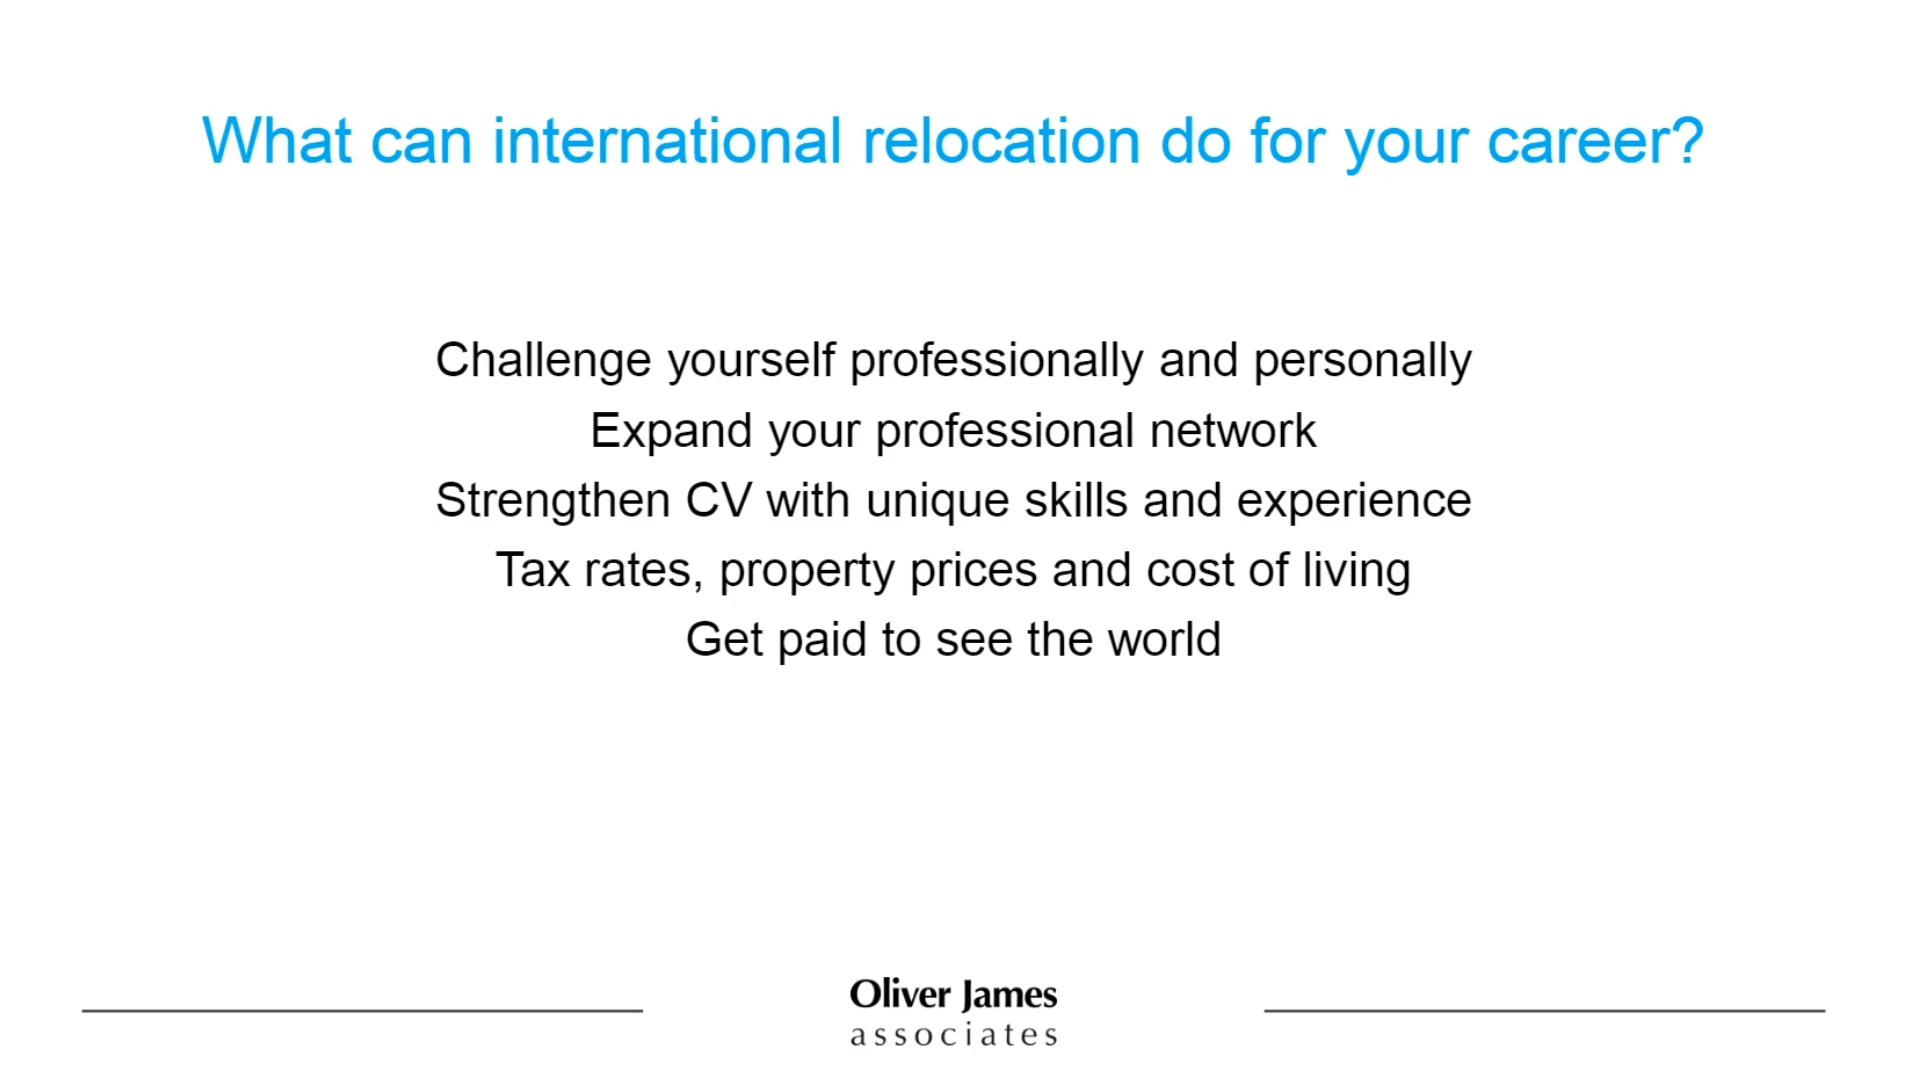 What can international relocation do for your career?
Challenge yourself professionally and personally
Expand your professional network
Strengthen CV with unique skills and experience
Tax rates, property prices and cost of living
Get paid to see the world
Oliver James
associates